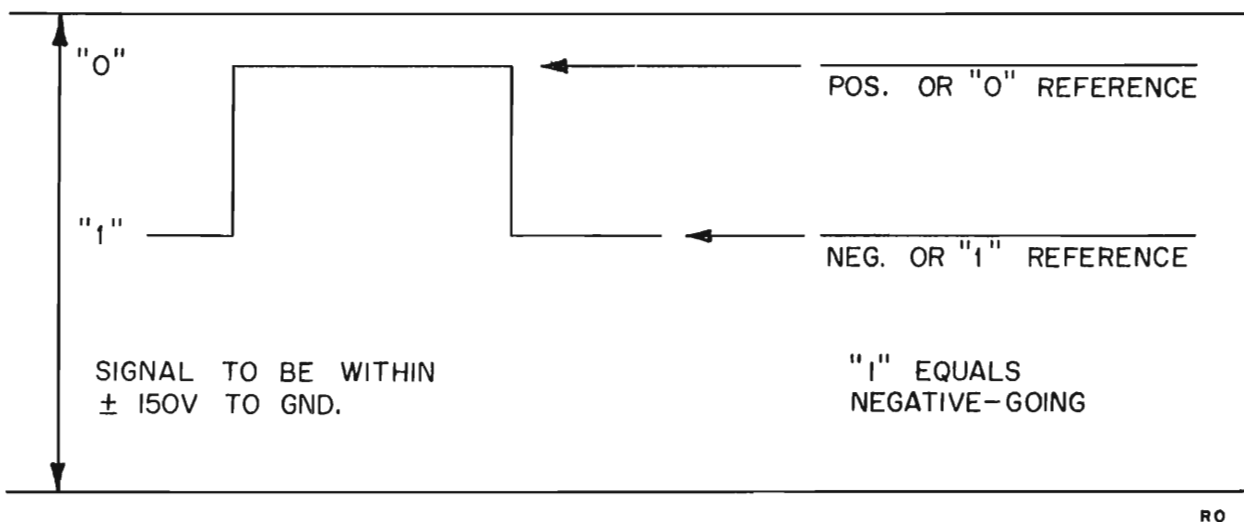 "0"
POS. OR "0" REFERENCE
"1"
NEG. OR "1" REFERENCE
SIGNAL TO BE WITHIN
± 150V TO GND.
"1" EQUALS
NEGATIVE-GOING
RO